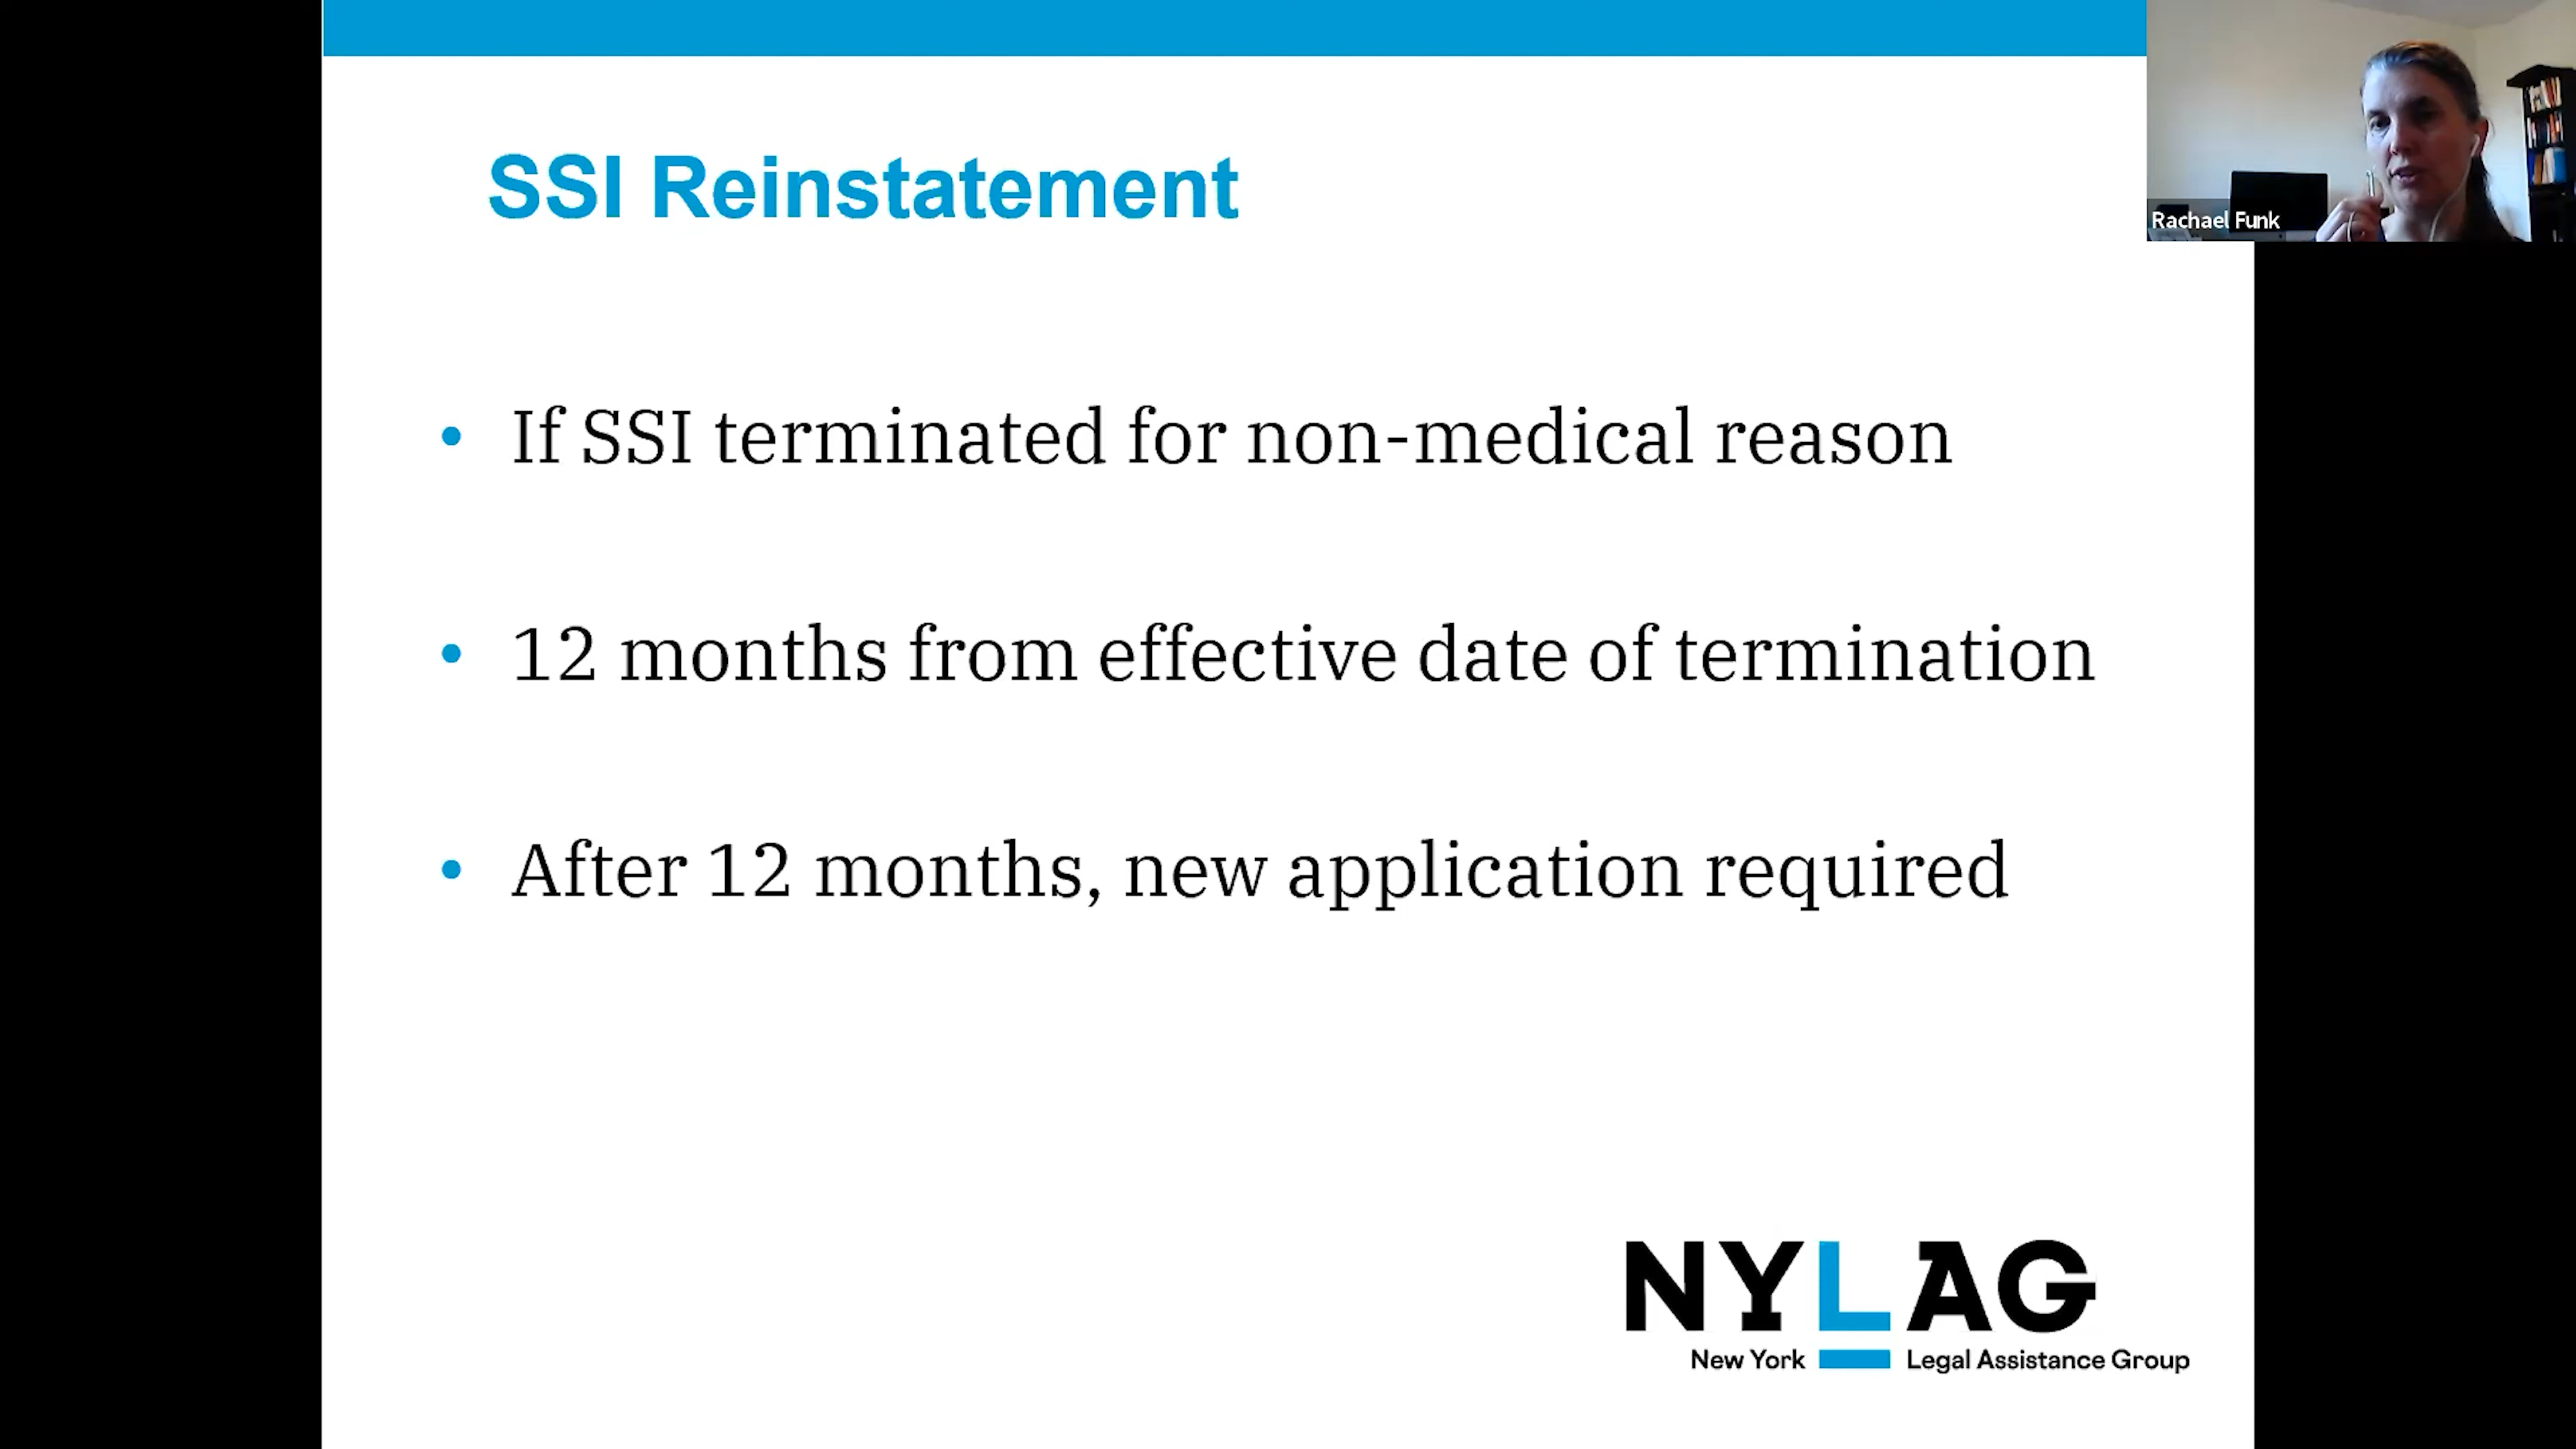 SSI Reinstatement
Rachael Funk
• If SSI terminated for non-medical reason
• 12 months from effective date of termination
• After 12 months, new application required
NYLAG
New York Legal Assistance Group